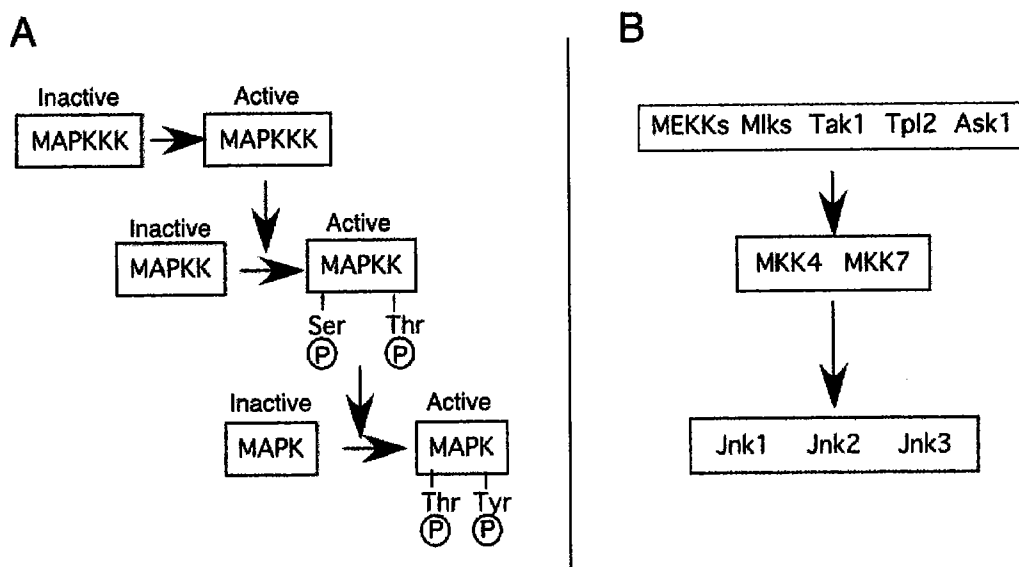 A
Inactive Active
MAPKKK MAPKKK
Inactive Active
MAPKK MAPKK
Ser Thr
P P
Inactive Active
MAPK MAPK
Thr Tyr
P P
B
MEKKs Mlks Tak1 Tpl2 Ask1
MKK4 MKK7
Jnk1 Jnk2 Jnk3